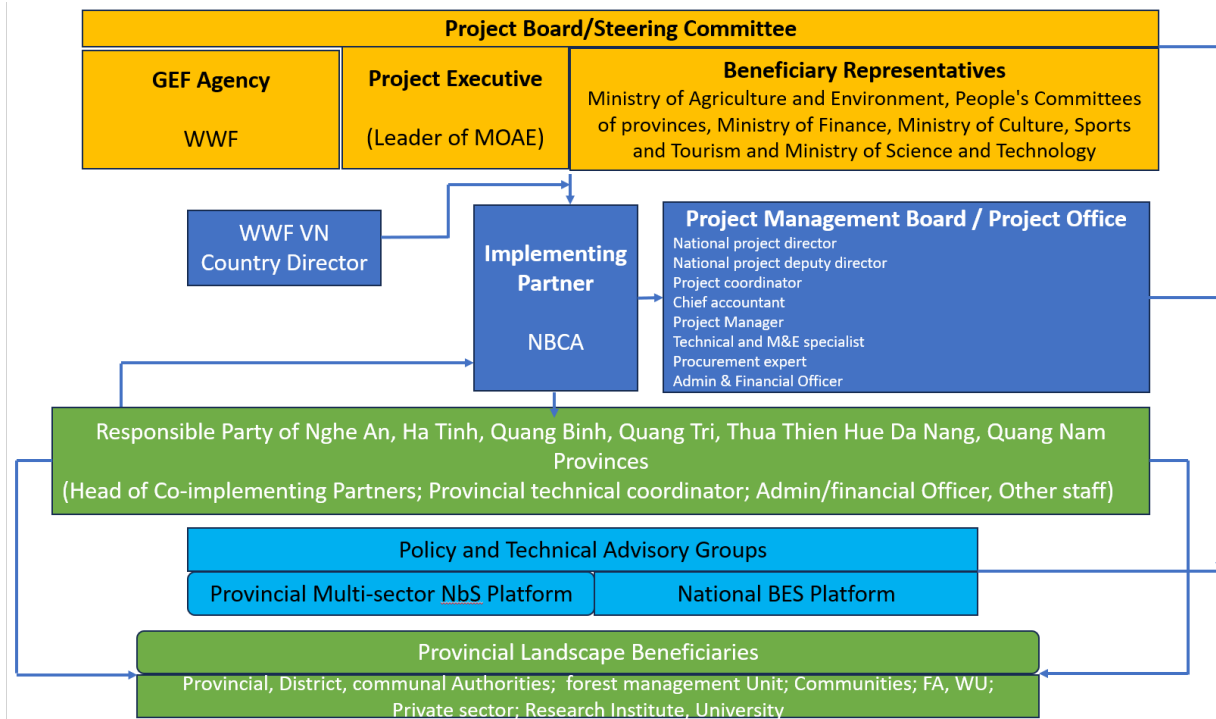 Project Board/Steering Committee
GEF Agency
WWF
Project Executive
(Leader of MOAE)
Beneficiary Representatives
Ministry of Agriculture and Environment, People's Committees
of provinces, Ministry of Finance, Ministry of Culture, Sports
and Tourism and Ministry of Science and Technology
WWF VN
Country Director
Implementing
Partner
NBCA
Project Management Board / Project Office
National project director
National project deputy director
Project coordinator
Chief accountant
Project Manager
Technical and M&E specialist
Procurement expert
Admin & Financial Officer
Responsible Party of Nghe An, Ha Tinh, Quang Binh, Quang Tri, Thua Thien Hue Da Nang, Quang Nam
Provinces
(Head of Co-implementing Partners; Provincial technical coordinator; Admin/financial Officer, Other staff)
Policy and Technical Advisory Groups
Provincial Multi-sector NbS Platform
National BES Platform
Provincial Landscape Beneficiaries
Provincial, District, communal Authorities; forest management Unit; Communities; FA, WU;
Private sector; Research Institute, University